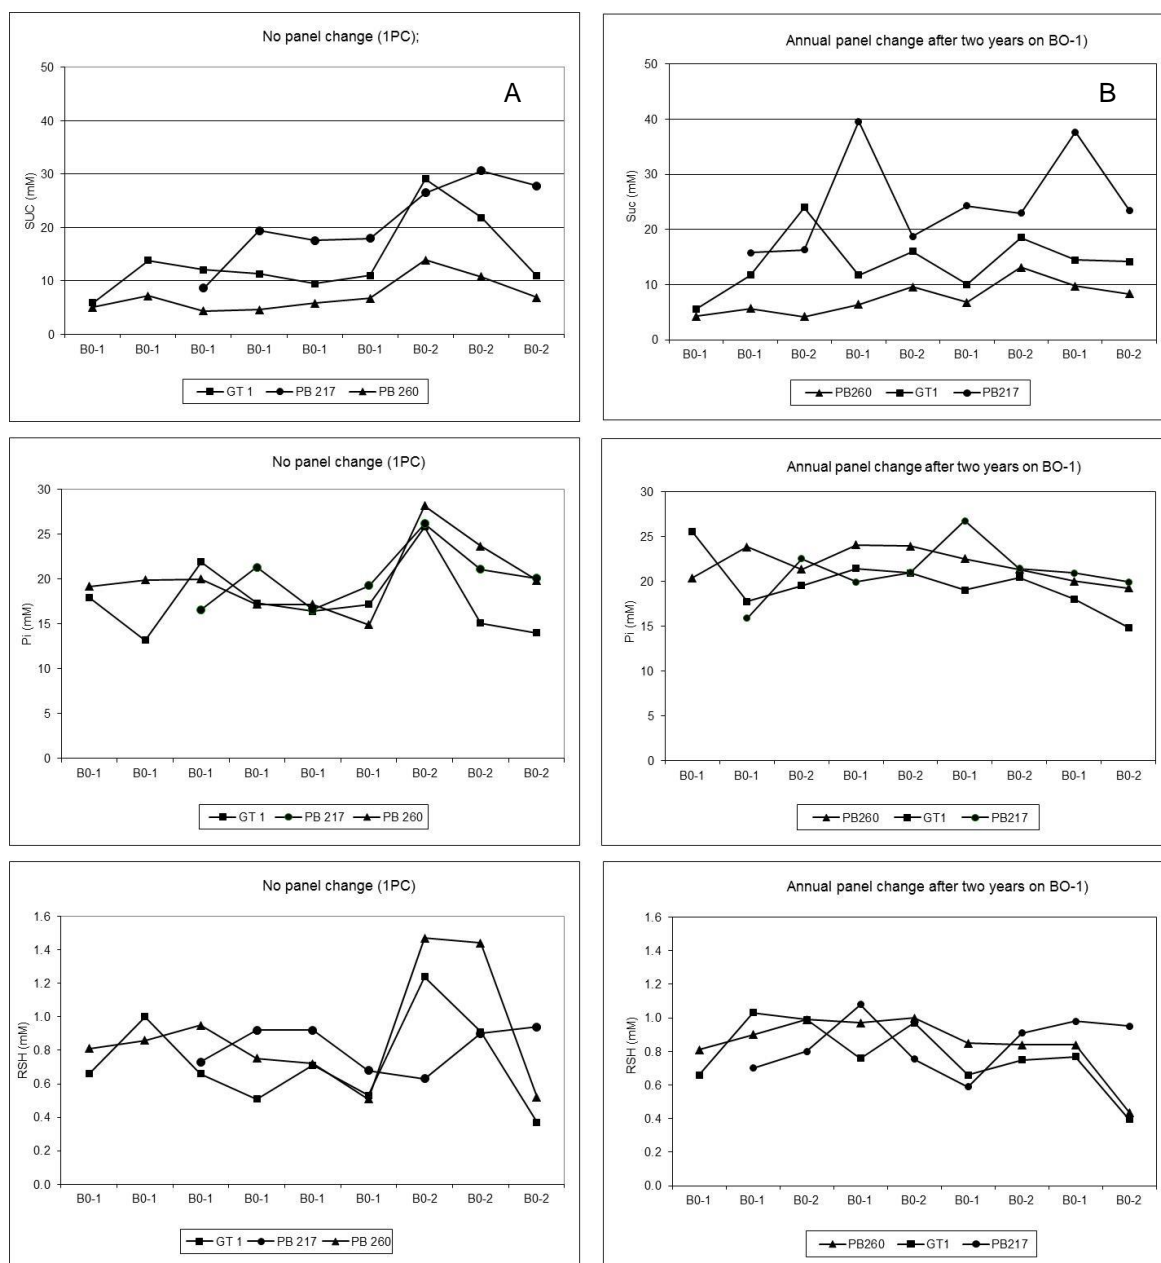 No panel change (1PC);
A
50
40
30
20
10
0
SUC (mM)
B0-1 B0-1 B0-1 B0-1 B0-1 B0-1 B0-2 B0-2 B0-2
GT 1 PB 217 PB 260
Annual panel change after two years on BO-1)
B
50
40
30
20
10
0
Suc (mM)
B0-1 B0-1 B0-2 B0-1 B0-2 B0-1 B0-2 B0-1 B0-2
PB260 GT1 PB217
No panel change (1PC)
30
25
20
15
10
5
0
Pi (mM)
B0-1 B0-1 B0-1 B0-1 B0-1 B0-1 B0-2 B0-2 B0-2
GT 1 PB 217 PB 260
Annual panel change after two years on BO-1)
30
25
20
15
10
5
0
Pi (mM)
B0-1 B0-1 B0-2 B0-1 B0-2 B0-1 B0-2 B0-1 B0-2
PB260 GT1 PB217
No panel change (1PC)
1.6
1.4
1.2
1.0
0.8
0.6
0.4
0.2
0.0
RSH (mM)
B0-1 B0-1 B0-1 B0-1 B0-1 B0-1 B0-2 B0-2 B0-2
GT 1 PB 217 PB 260
Annual panel change after two years on BO-1)
1.6
1.4
1.2
1.0
0.8
0.6
0.4
0.2
0.0
RSH (mM)
B0-1 B0-1 B0-2 B0-1 B0-2 B0-1 B0-2 B0-1 B0-2
PB260 GT1 PB217